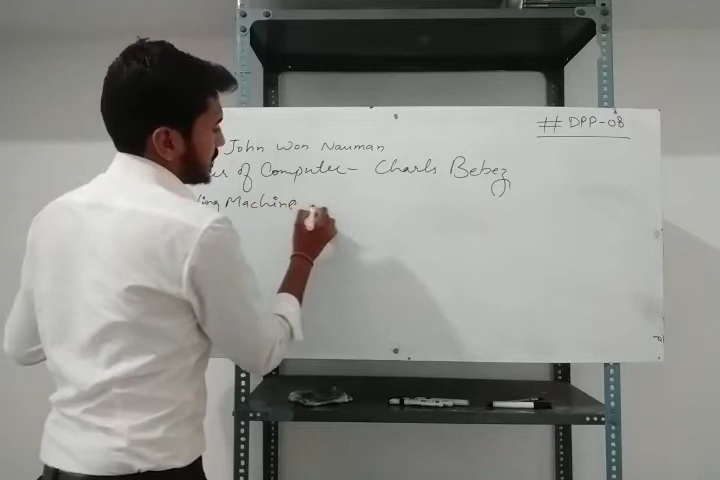 ## DPP-08
John Won Nauman
of Computer - Charls Bebez
Machine